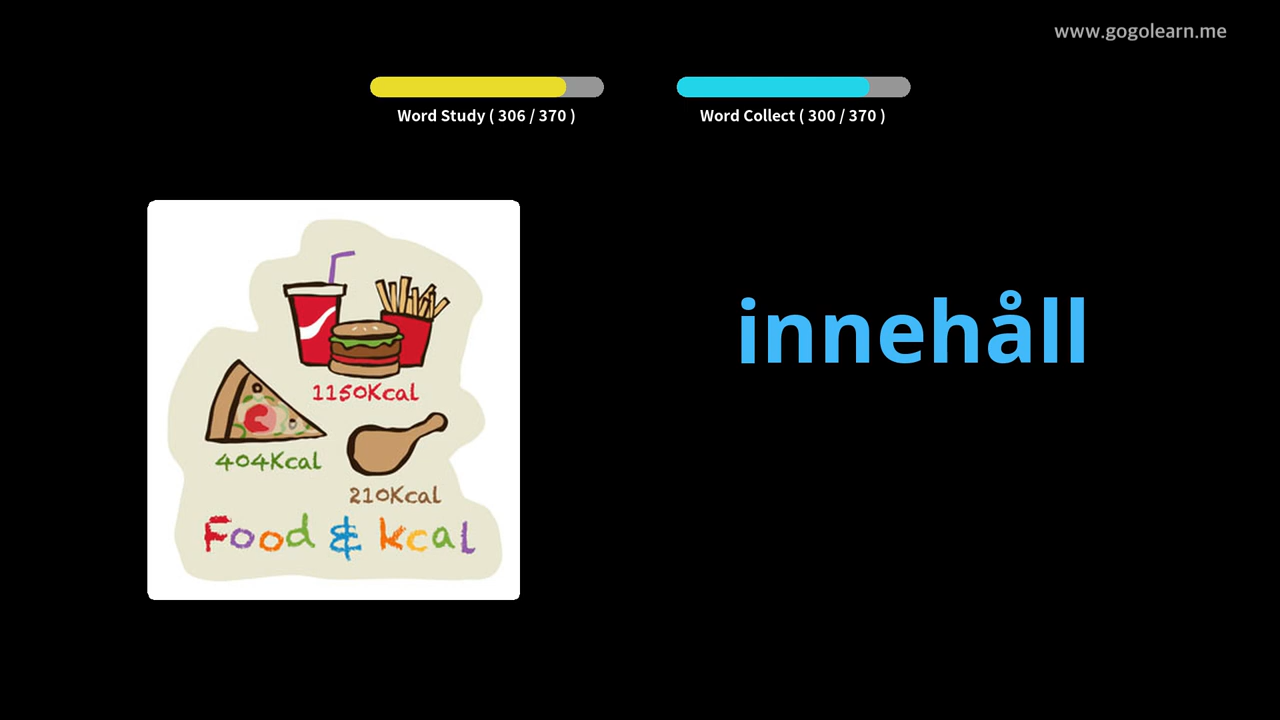 www.gogolearn.me
Word Study ( 306 / 370 )
Word Collect ( 300 / 370 )
innehåll
1150Kcal
404Kcal
210Kcal
Food & kcal